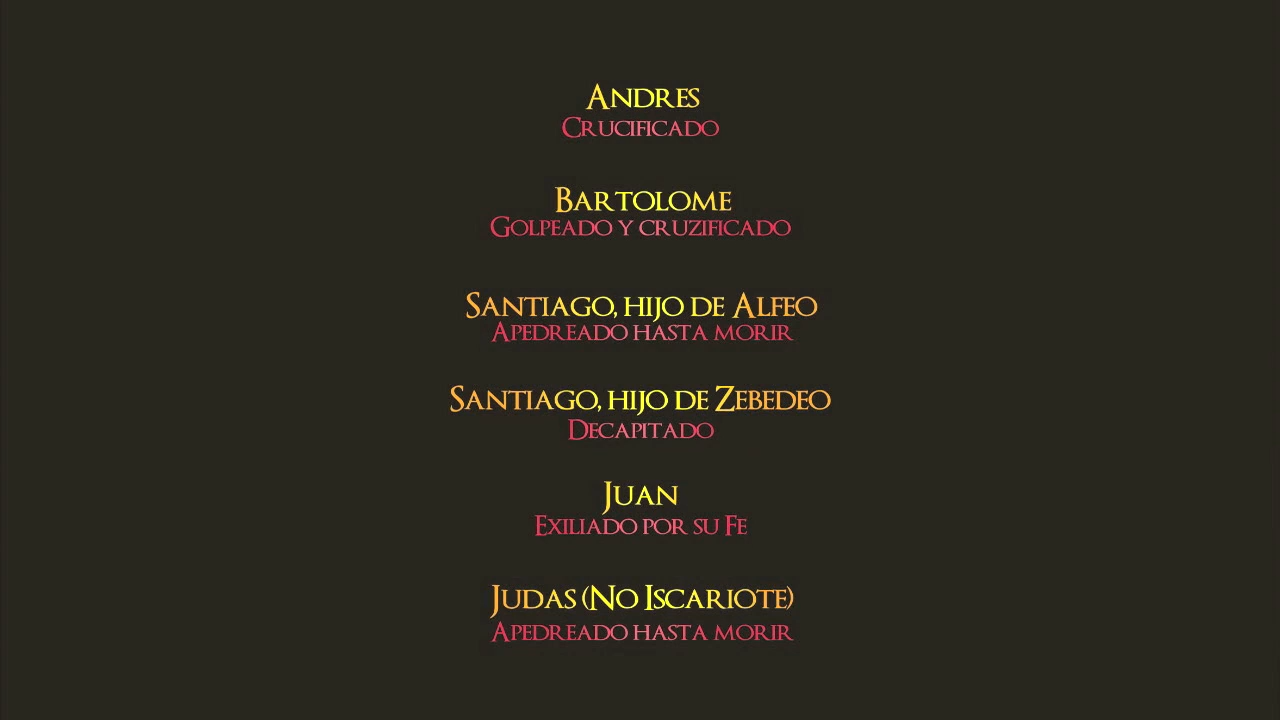 Andres
Crucificado
Bartolome
Golpeado y cruzificado
Santiago, hijo de Alfeo
Apedreado hasta morir
Santiago, hijo de Zebedeo
Decapitado
Juan
Exiliado por su Fe
Judas (No Iscariote)
Apedreado hasta morir